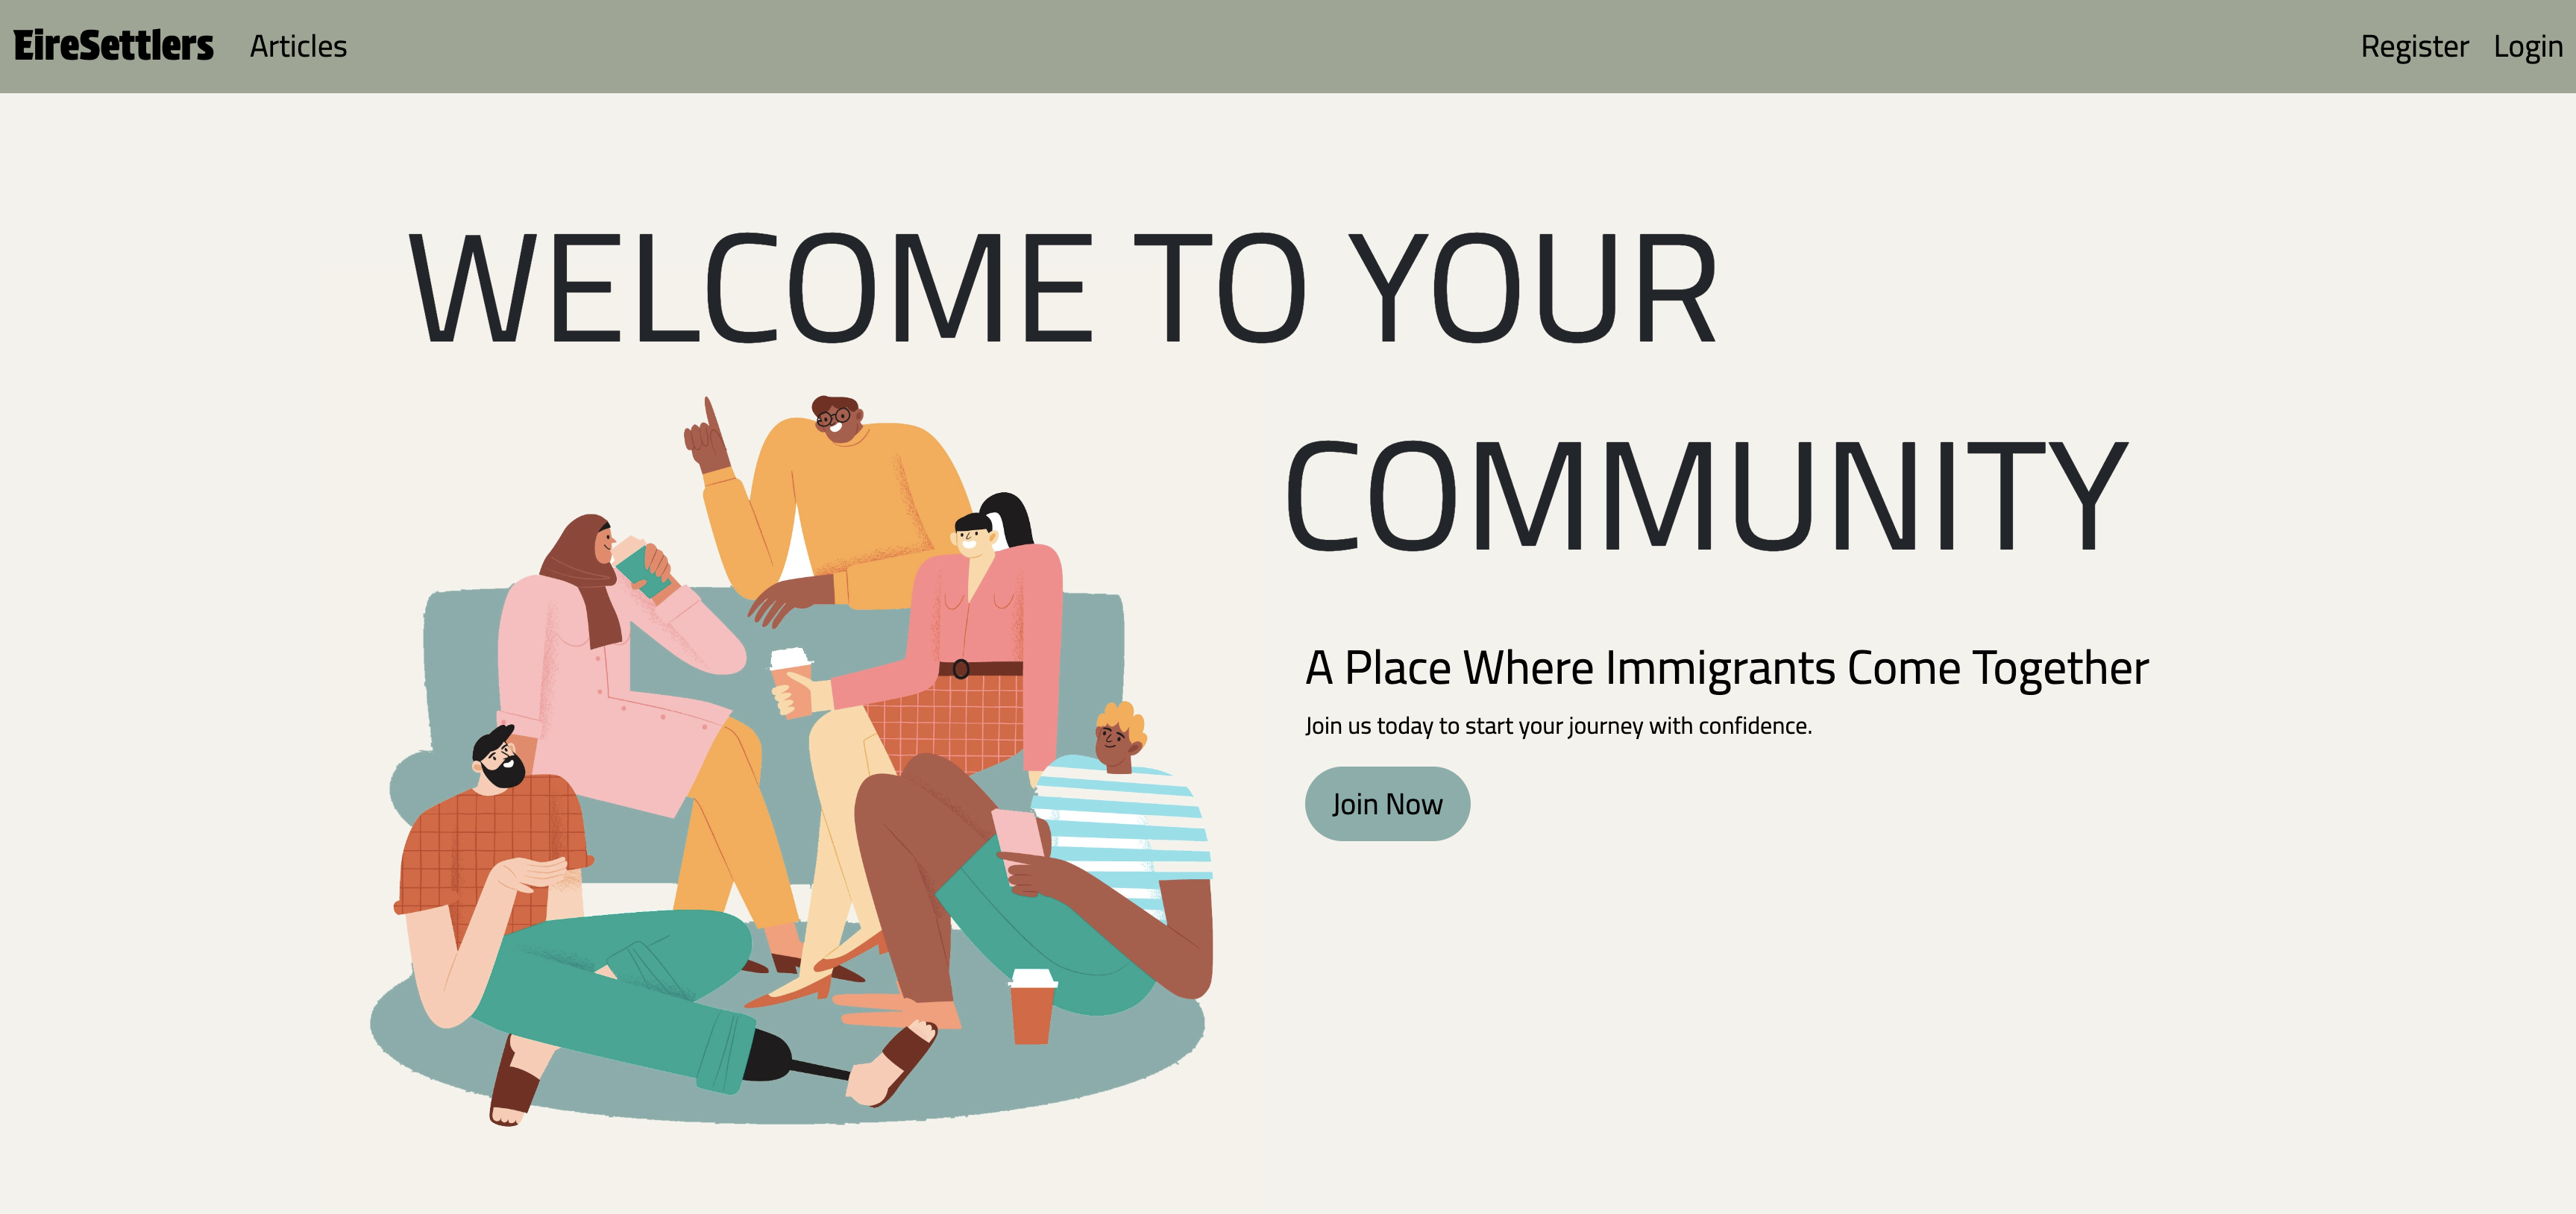 EireSettlers Articles Register Login
WELCOME TO YOUR
COMMUNITY
A Place Where Immigrants Come Together
Join us today to start your journey with confidence.
Join Now